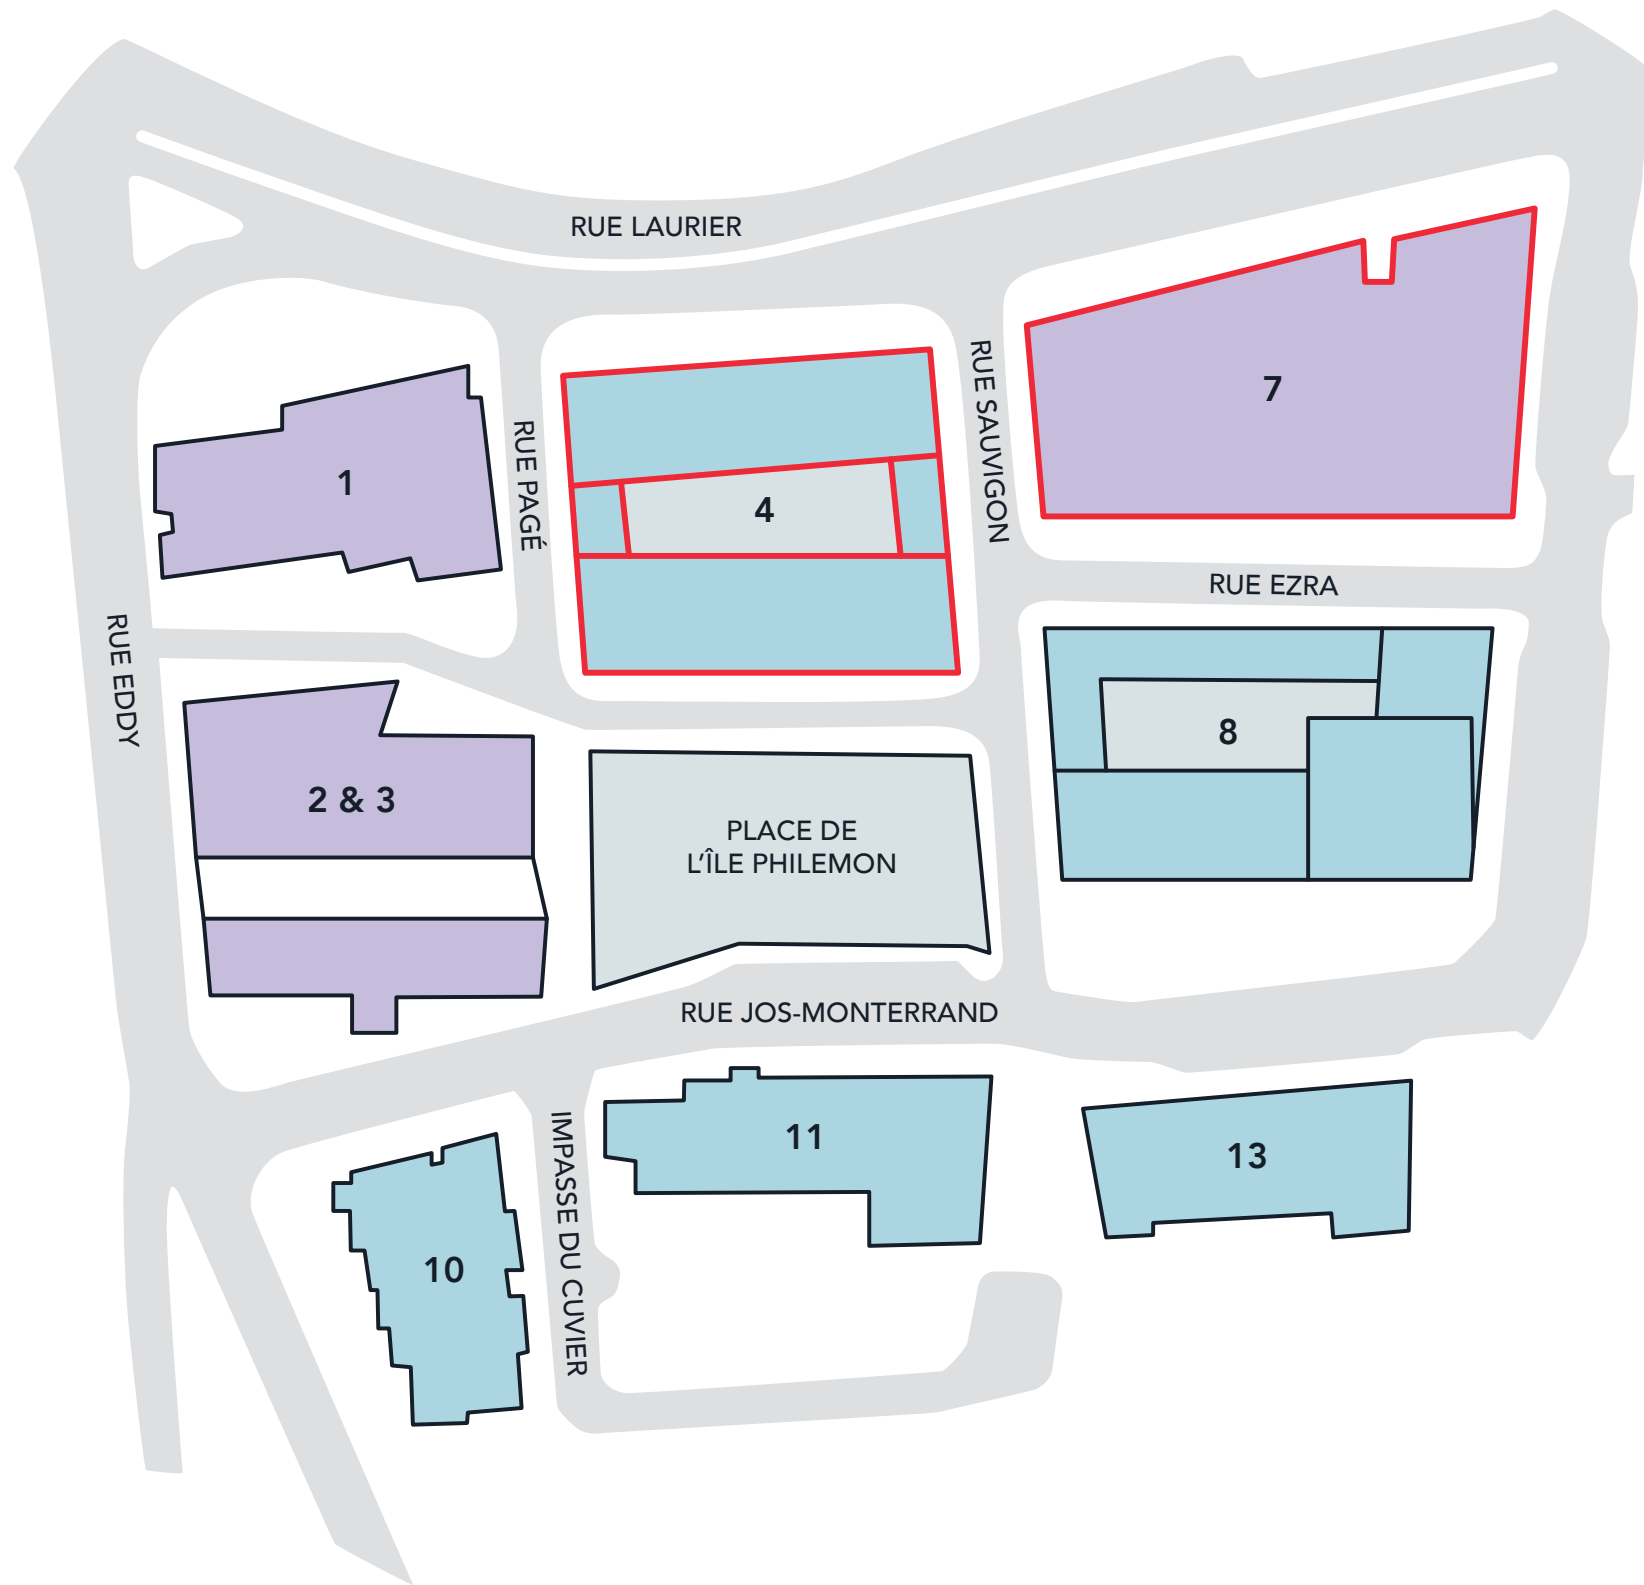 RUE LAURIER
RUE SAUVIGON
7
RUE PAGÉ
1
4
RUE EZRA
RUE EDDY
8
2 & 3
PLACE DE
L'ÎLE PHILEMON
RUE JOS-MONTERRAND
IMPASSE DU CUVIER
11
13
10